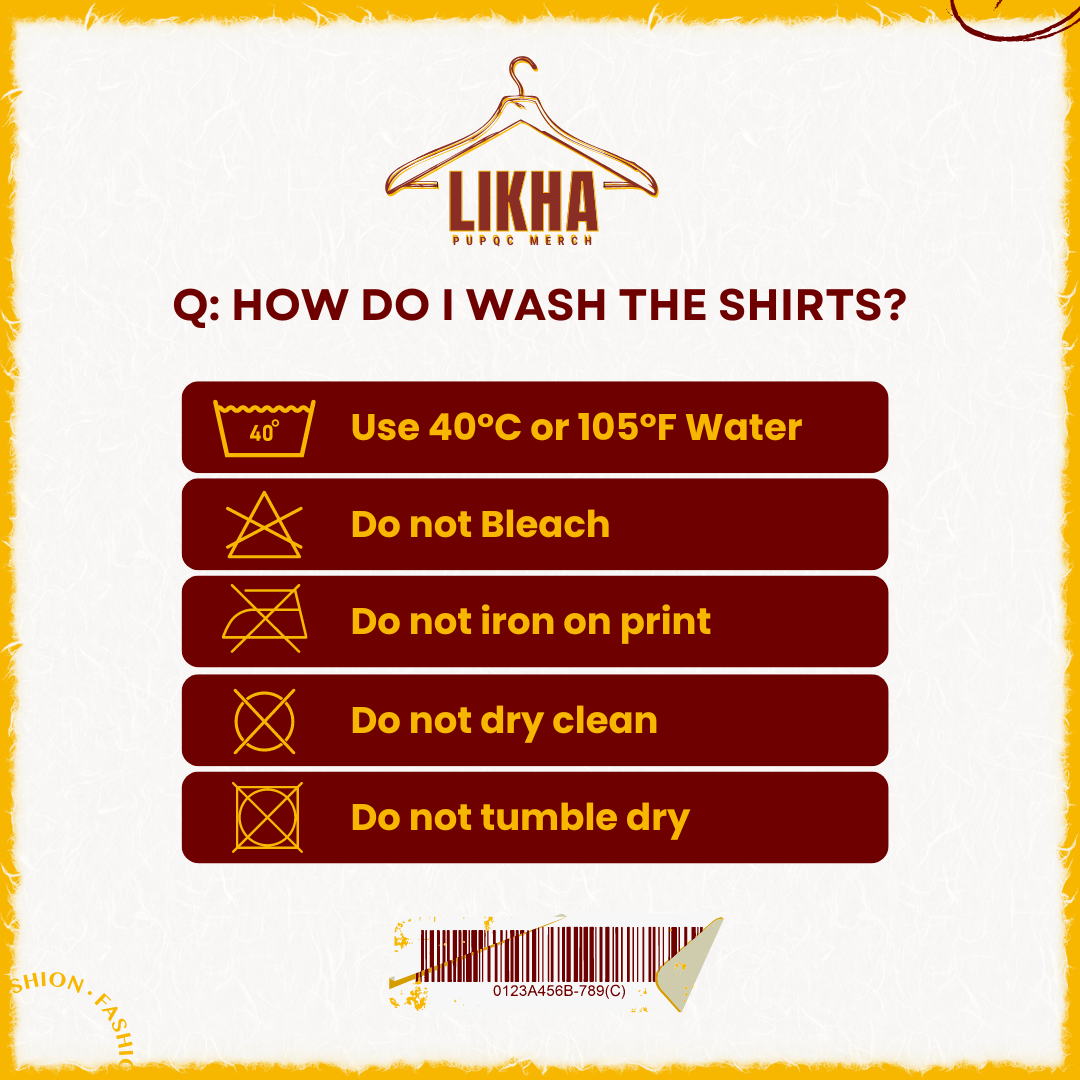 LIKHA
PUPQC MERCH
Q: HOW DO I WASH THE SHIRTS?
40°
Use 40°C or 105°F Water
Do not Bleach
Do not iron on print
Do not dry clean
Do not tumble dry
0123A456B-789(C)
SHION • FASHIO